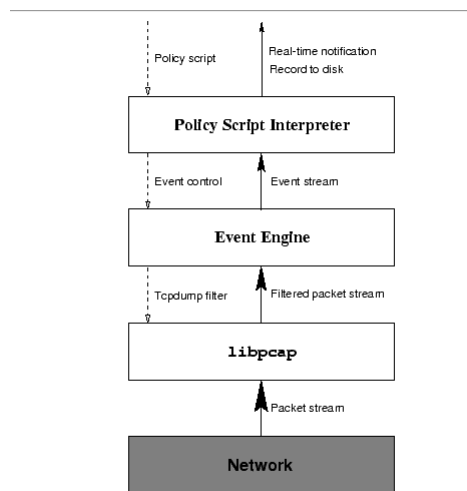 Policy script
Real-time notification
Record to disk
Policy Script Interpreter
Event control
Event stream
Event Engine
Tcpdump filter
Filtered packet stream
libpcap
Packet stream
Network